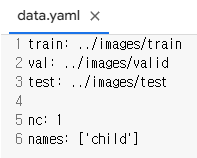 data.yaml ×
1 train: ../images/train
2 val: ../images/valid
3 test: ../images/test
4
5 nc: 1
6 names: ['child']